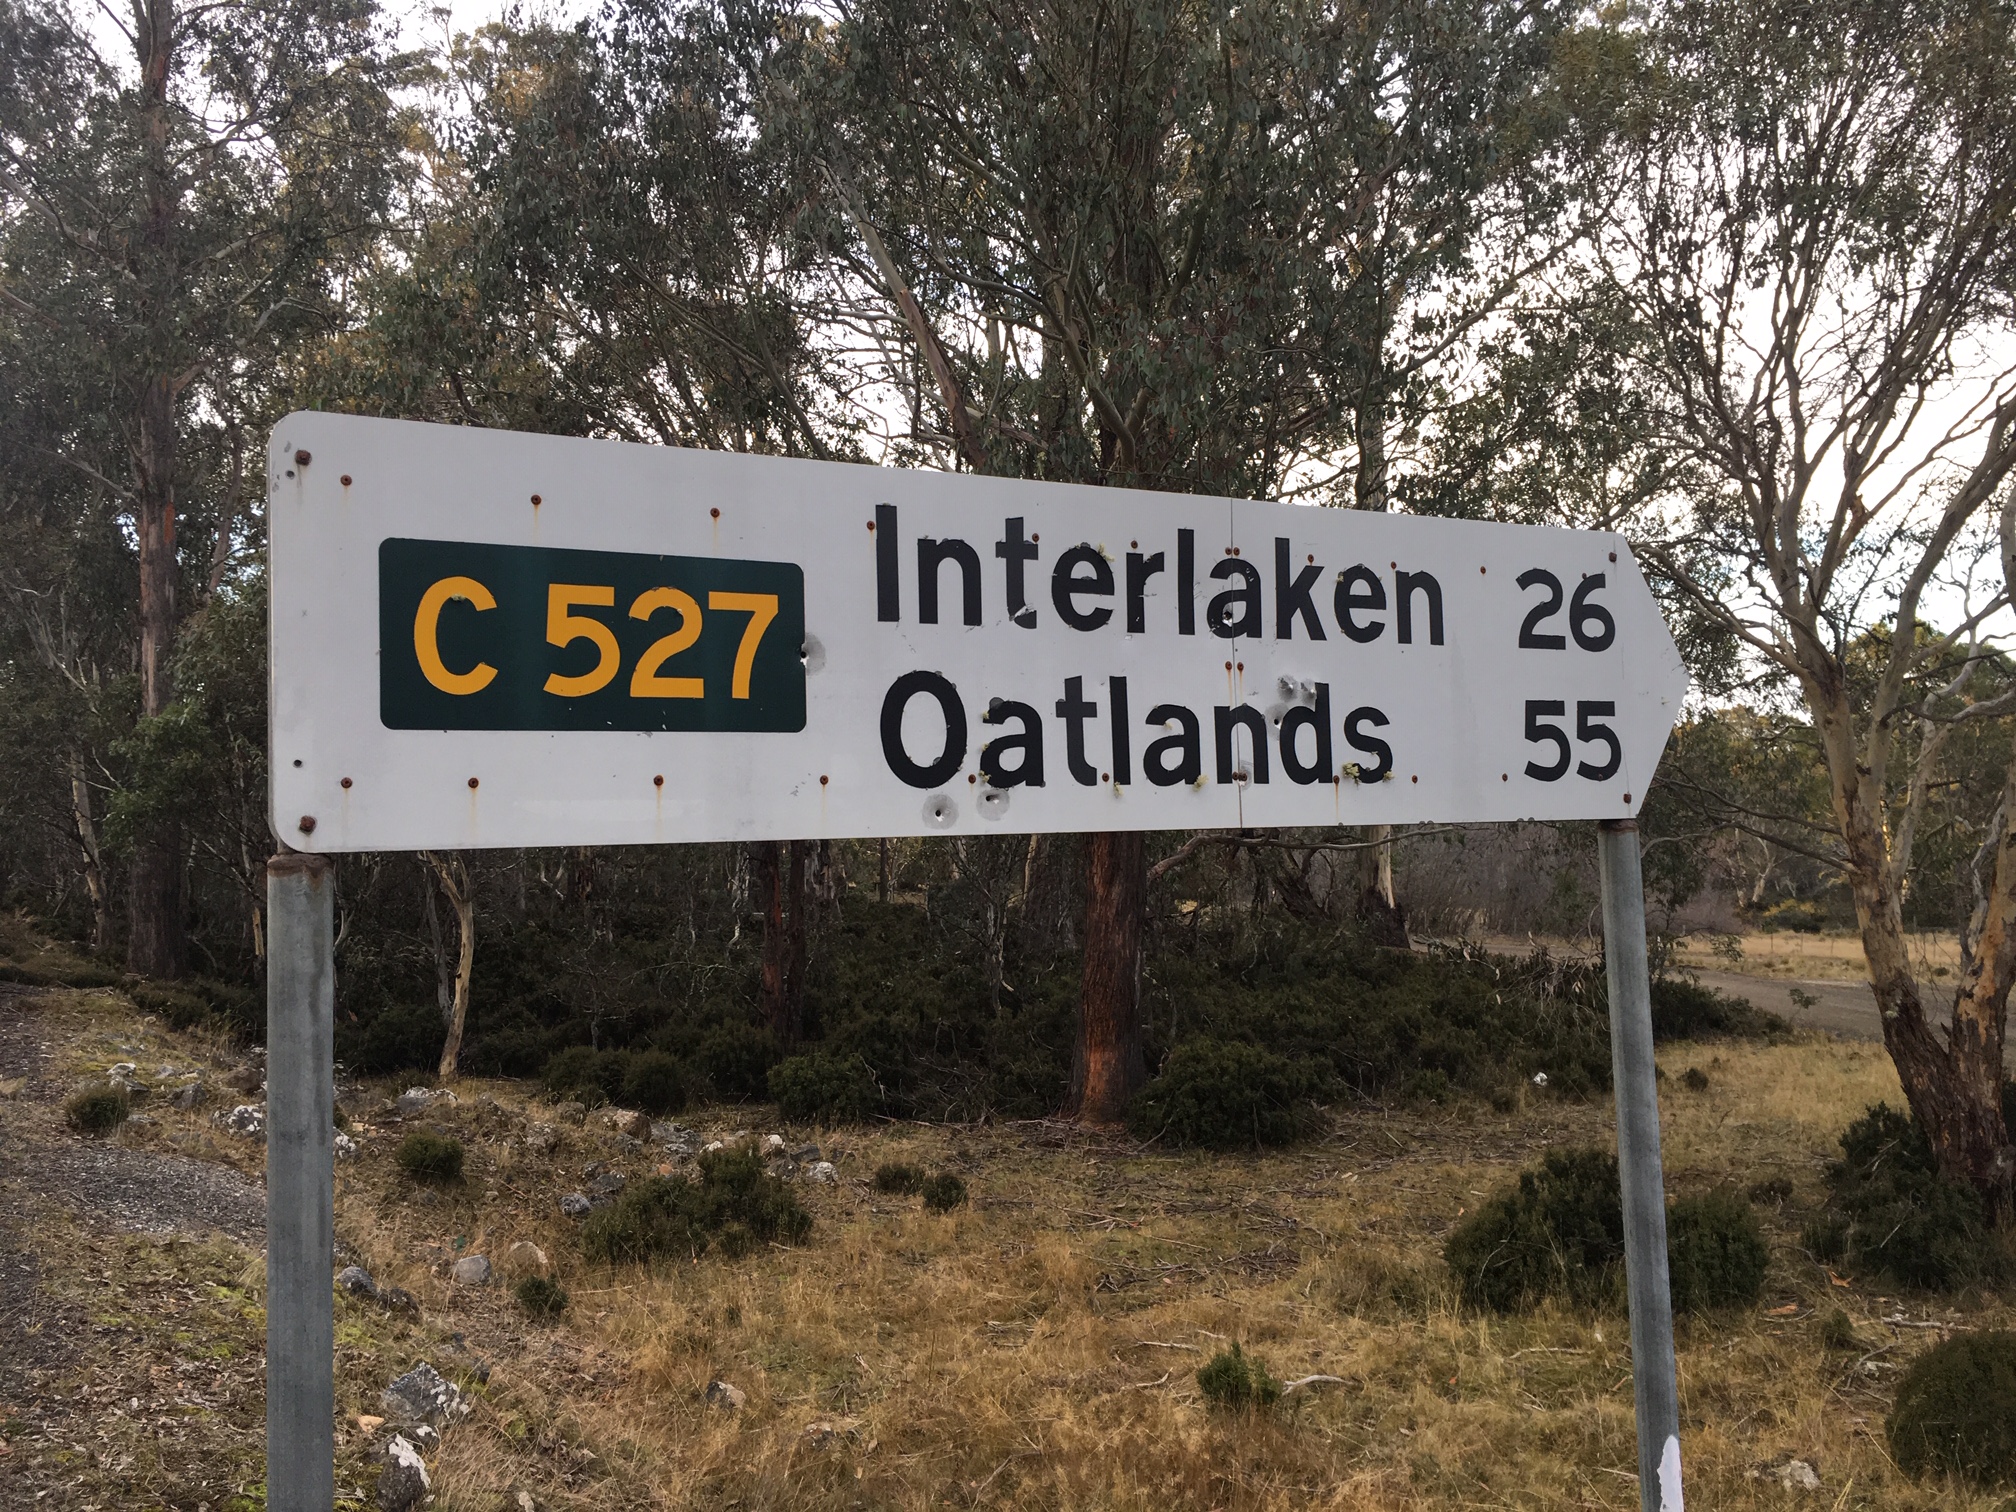 C 527
Interlaken 26
Oatlands 55